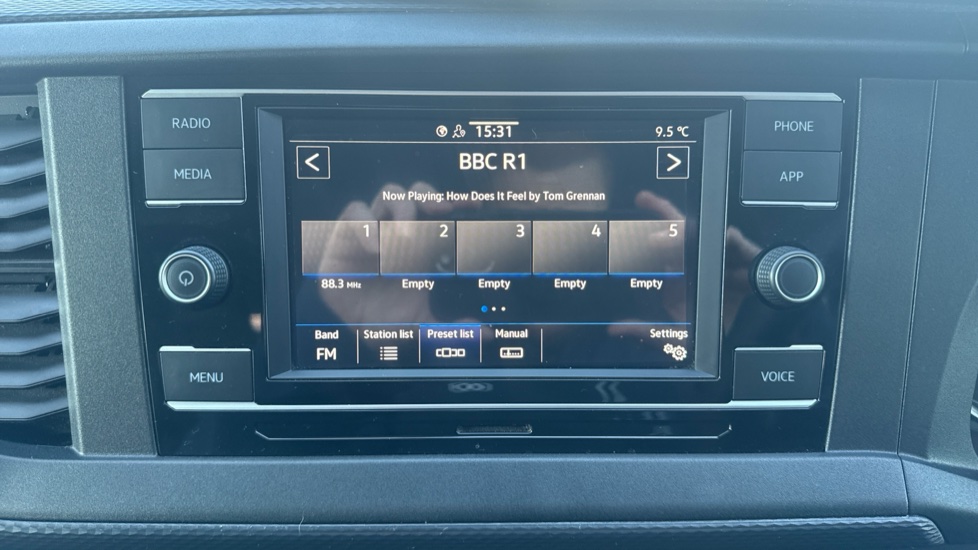 RADIO
MEDIA
MENU
15:31
9.5 °C
< BBC R1 >
Now Playing: How Does It Feel by Tom Grennan
1 2 3 4 5
88.3 MHz Empty Empty Empty Empty
Band Station list Preset list Manual Settings
FM
PHONE
APP
VOICE